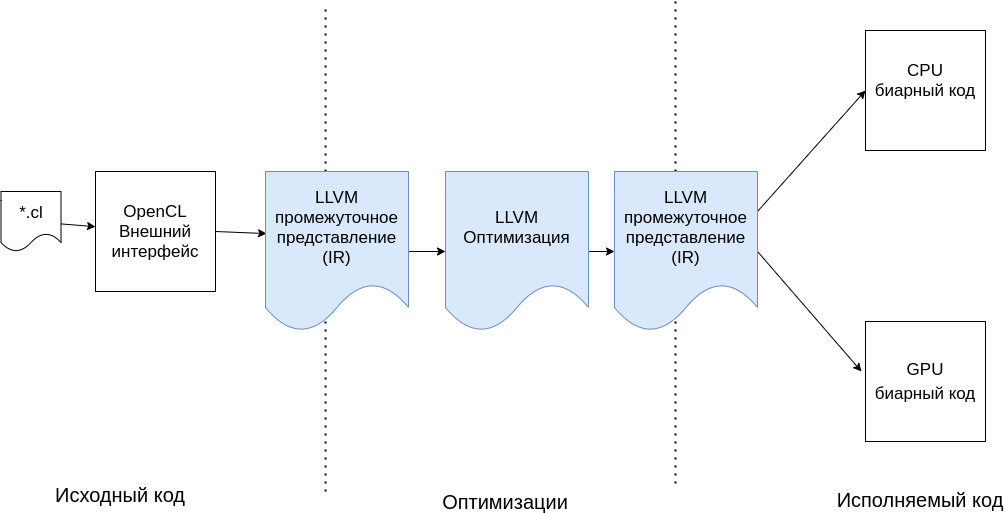 *.cl
OpenCL
Внешний
интерфейс
LLVM
промежуточное
представление
(IR)
LLVM
Оптимизация
LLVM
промежуточное
представление
(IR)
CPU
биарный код
GPU
биарный код
Исходный код
Оптимизации
Исполняемый код